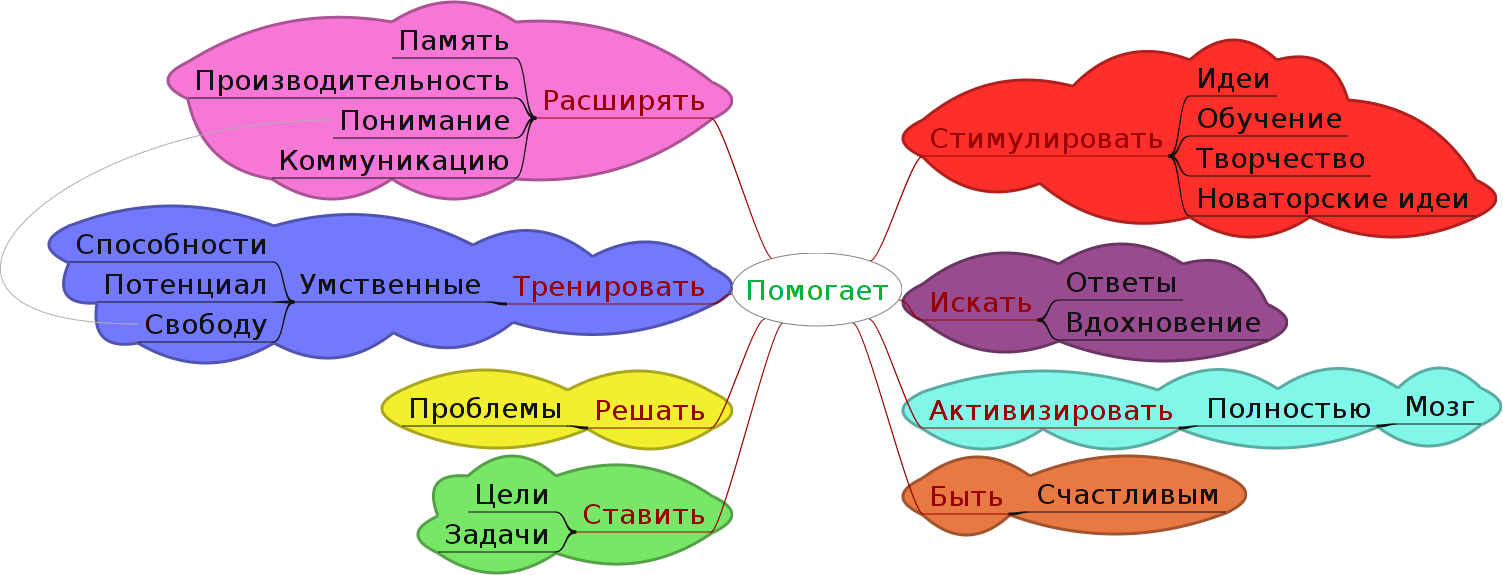 Память
Производительность
Понимание
Коммуникацию
Расширять
Способности
Потенциал
Свободу
Умственные
Тренировать
Проблемы
Решать
Цели
Задачи
Ставить
Помогает
Стимулировать
Идеи
Обучение
Творчество
Новаторские идеи
Искать
Ответы
Вдохновение
Активизировать
Полностью
Мозг
Быть
Счастливым